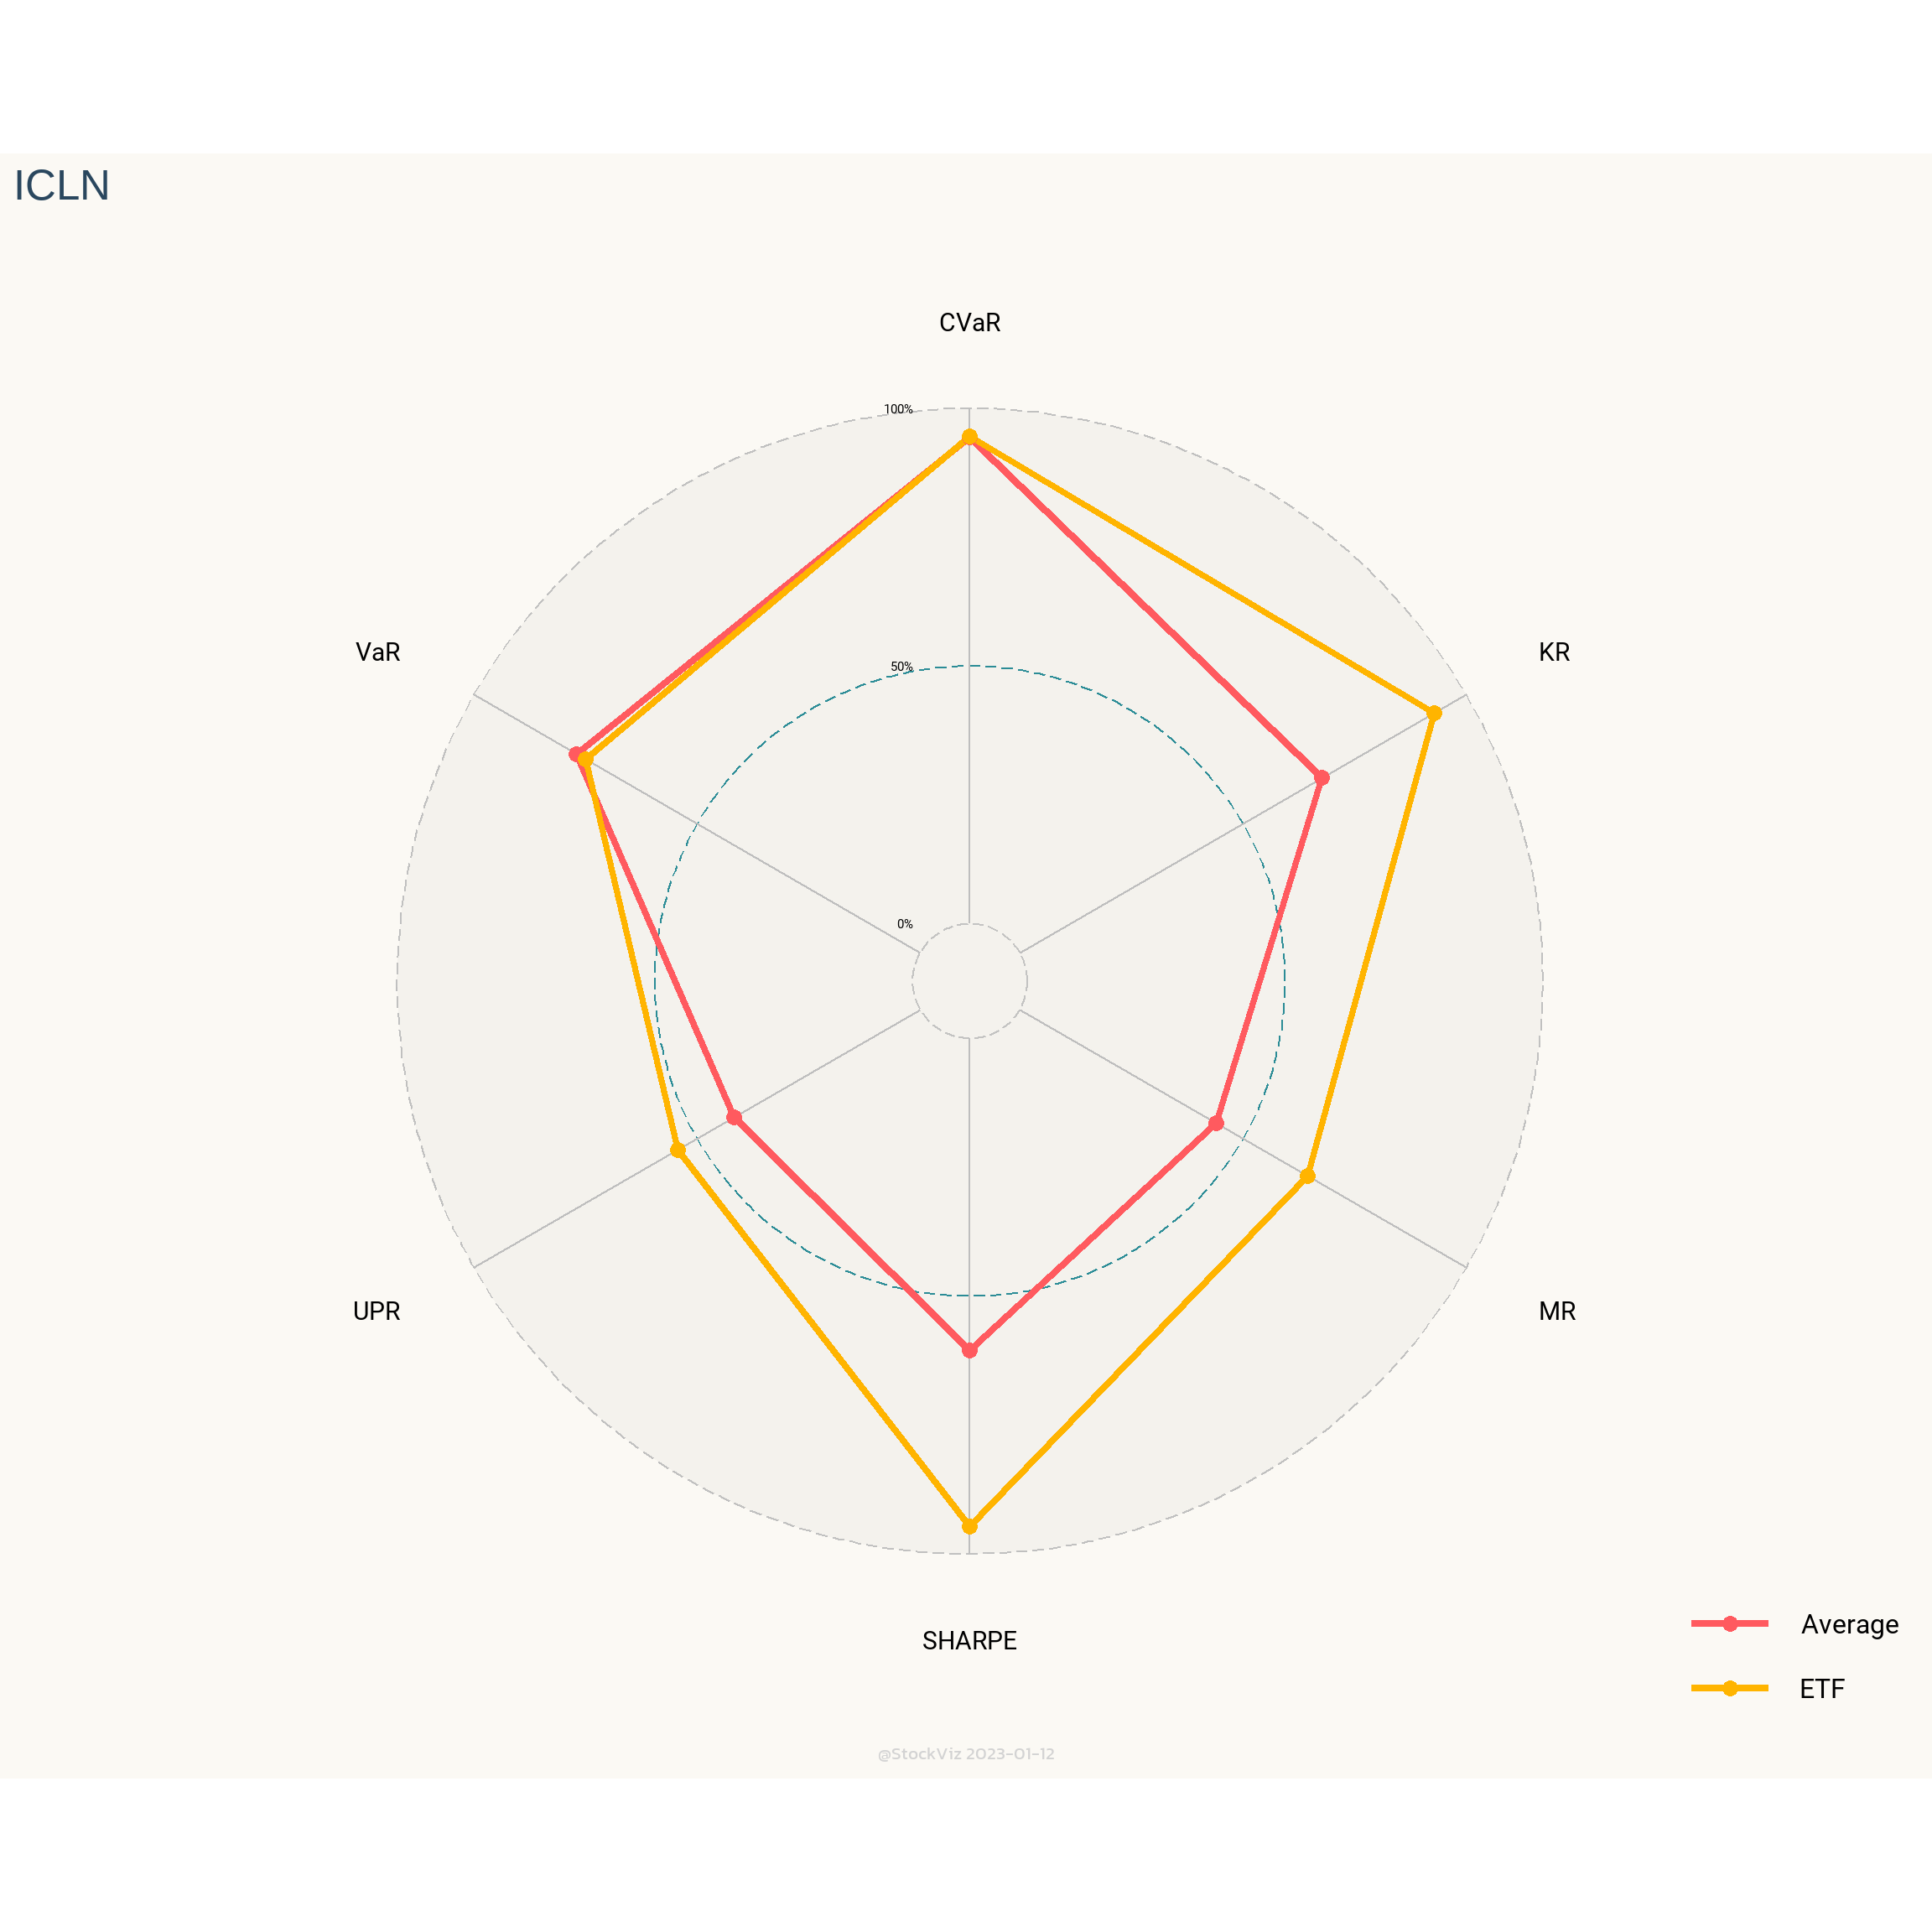 ICLN
CVaR
100%
VaR
KR
50%
0%
UPR
MR
SHARPE
Average
ETF
@StockViz 2023-01-12